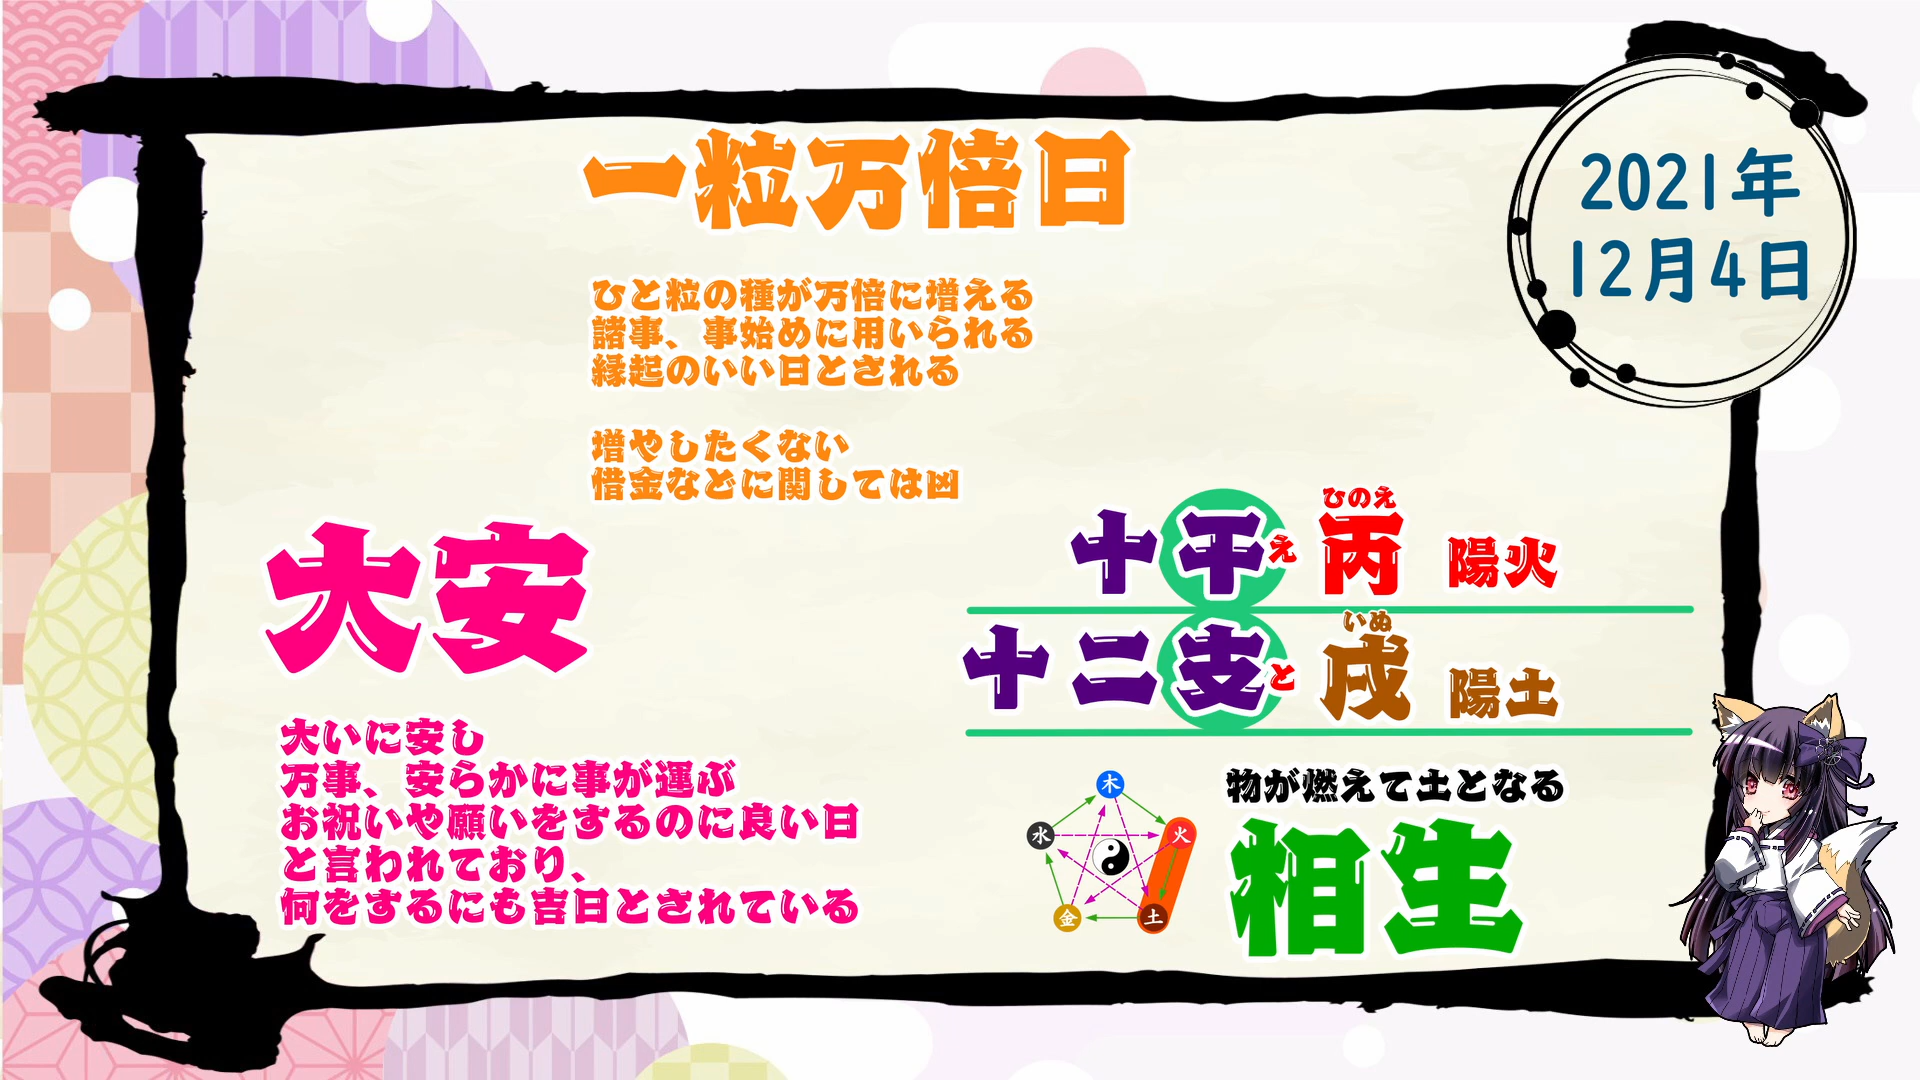 一粒万倍日
2021年
12月4日
ひと粒の種が万倍に増える
諸事、事始めに用いられる
縁起のいい日とされる
増やしたくない
借金などに関しては凶
大安
大いに安し
万事、安らかに事が運ぶ
お祝いや願いをするのに良い日
と言われており、
何をするにも吉日とされている
ひのえ
十干え 丙 陽火
いぬ
十二支と 戌 陽土
物が燃えて土となる
相生
木
水 火
金 土